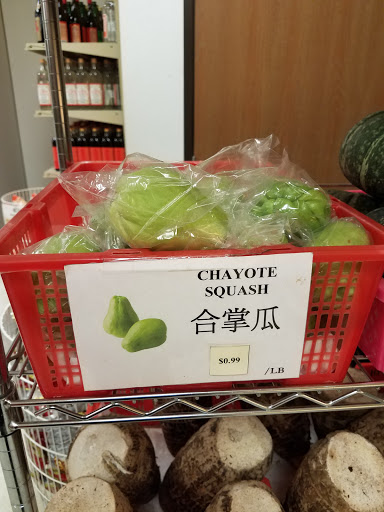 CHAYOTE
SQUASH
合掌瓜
$0.99
/LB